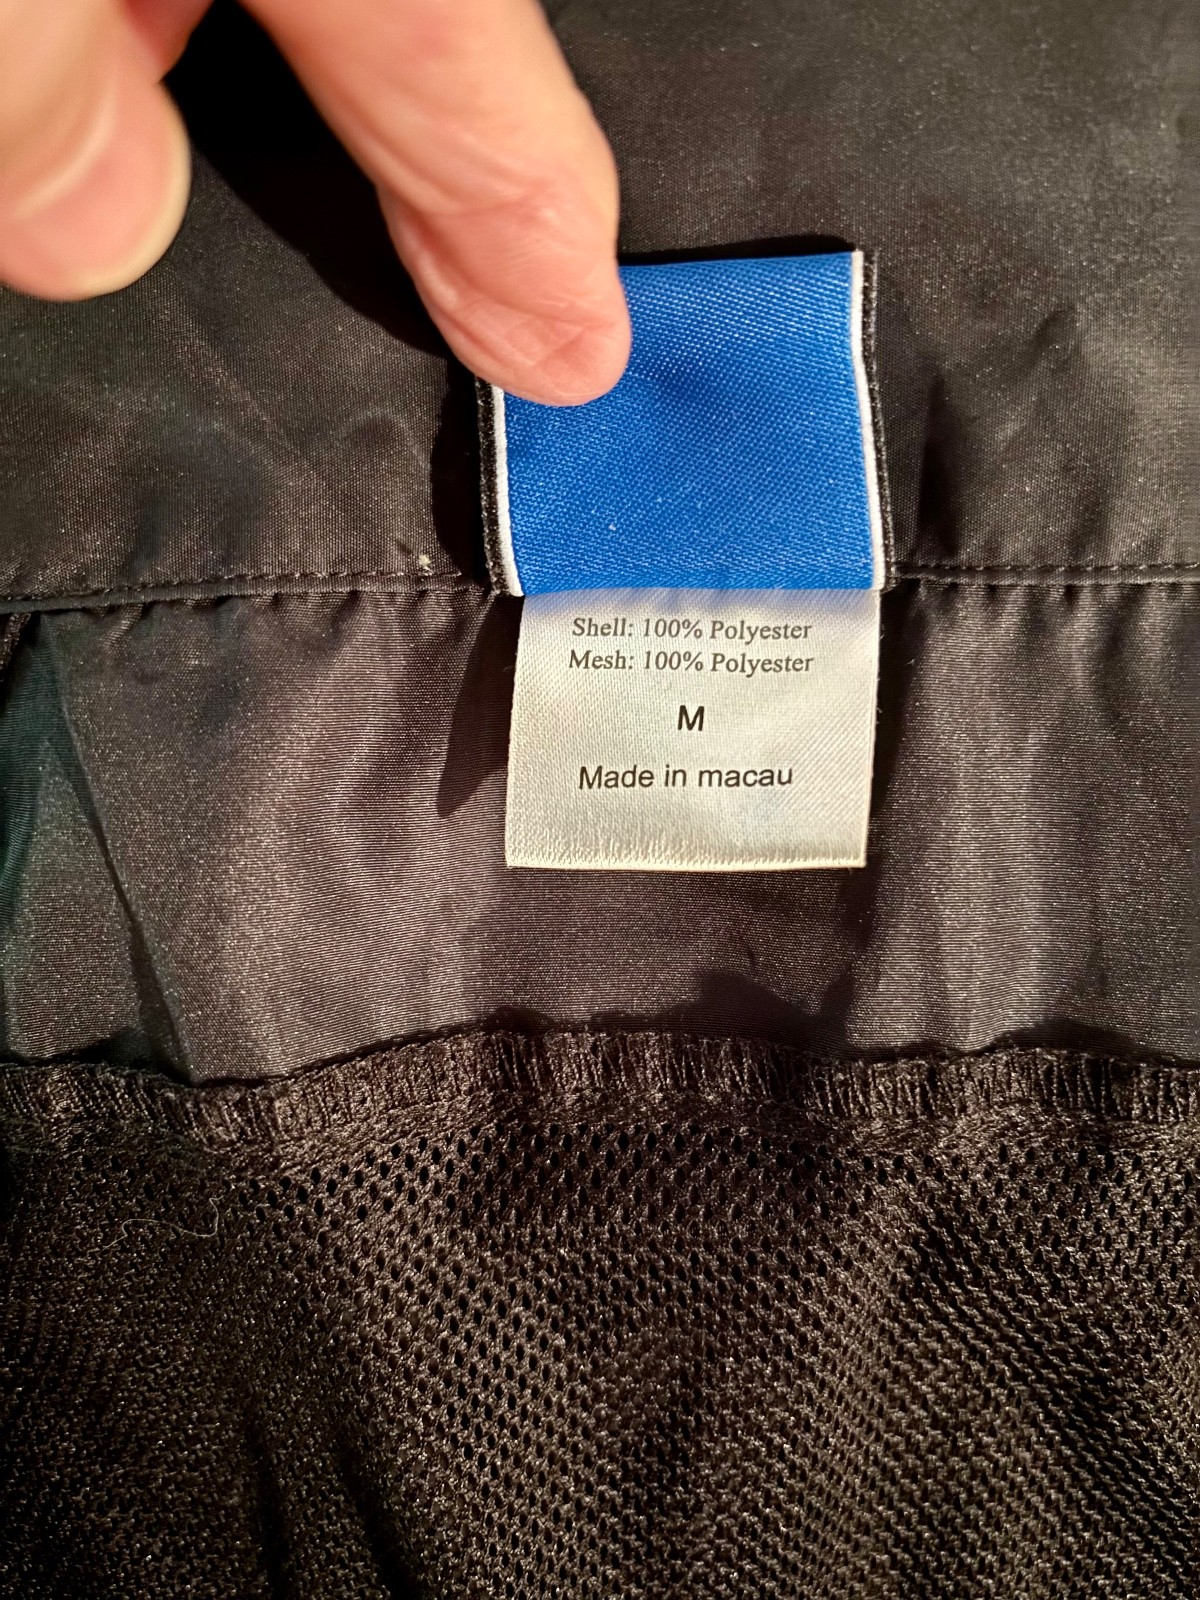 Shell: 100% Polyester
Mesh: 100% Polyester
M
Made in macau